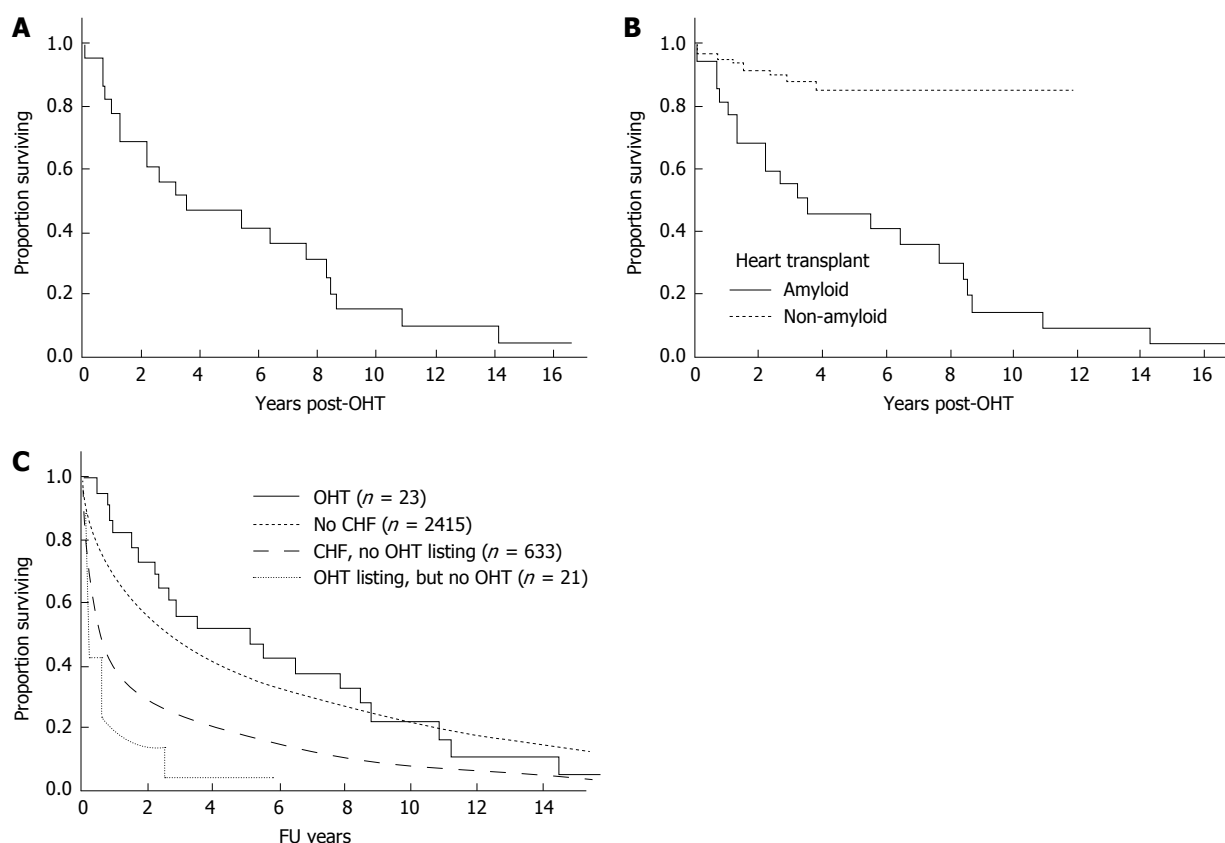 A
1.0
0.8
0.6
0.4
0.2
0.0
Proportion surviving
0 2 4 6 8 10 12 14 16
Years post-OHT
B
1.0
0.8
0.6
0.4
0.2
0.0
Proportion surviving
Heart transplant
Amyloid
Non-amyloid
0 2 4 6 8 10 12 14 16
Years post-OHT
C
1.0
0.8
0.6
0.4
0.2
0.0
Proportion surviving
OHT (n = 23)
No CHF (n = 2415)
CHF, no OHT listing (n = 633)
OHT listing, but no OHT (n = 21)
0 2 4 6 8 10 12 14
FU years